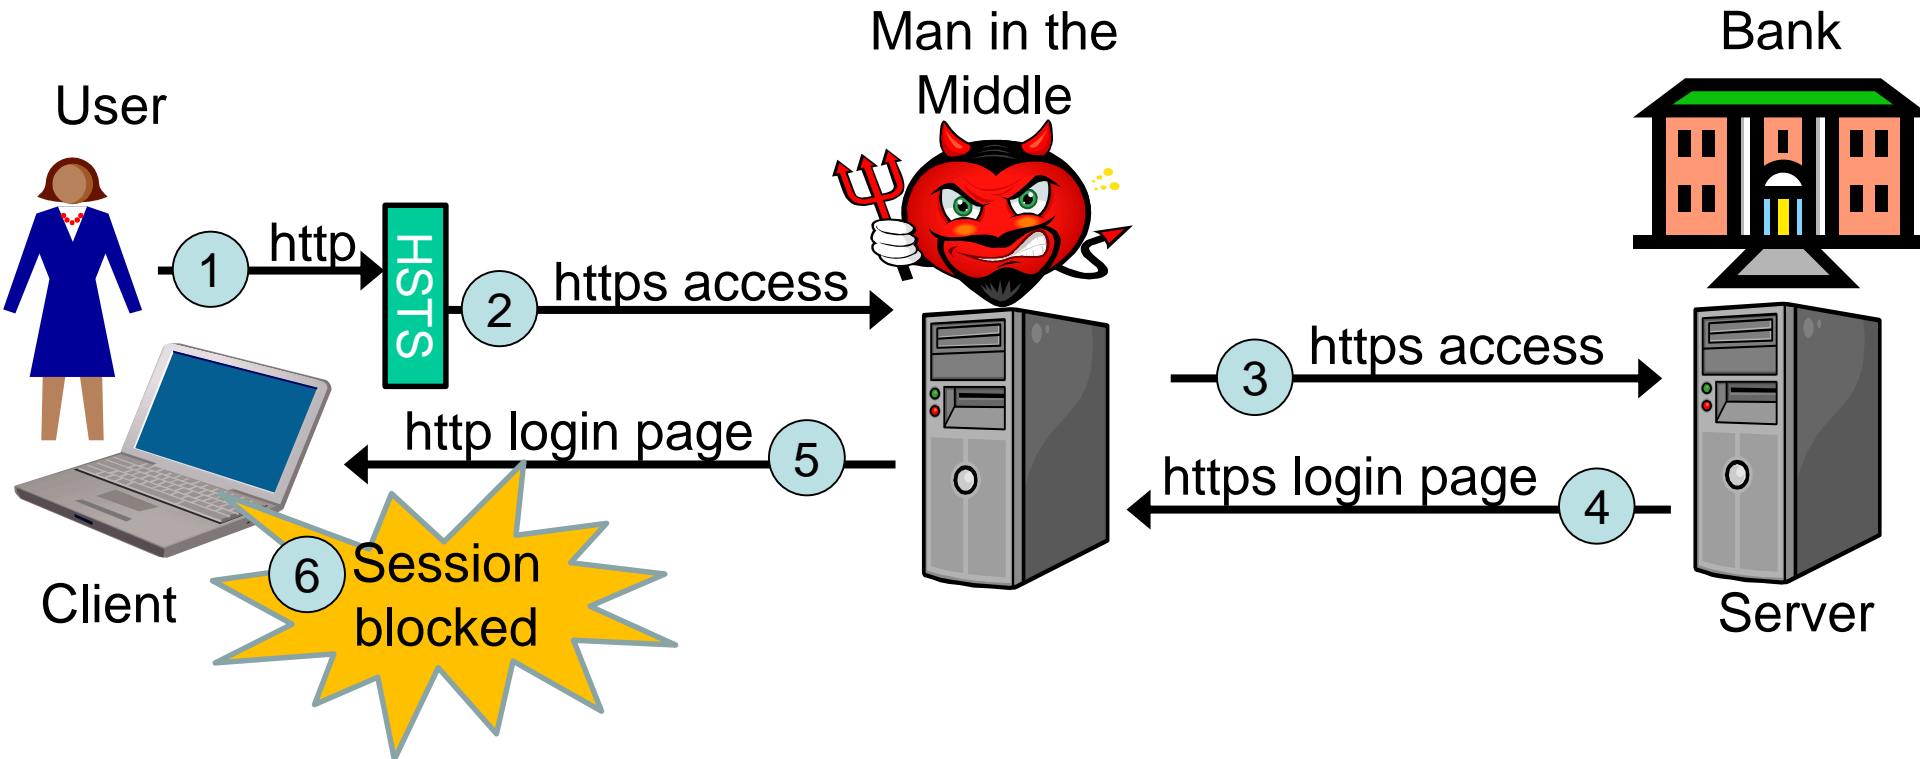 Man in the
Middle
Bank
User
1
http
HSTS
2
https access
3
https access
http login page
5
https login page
4
6
Session
blocked
Client
Server